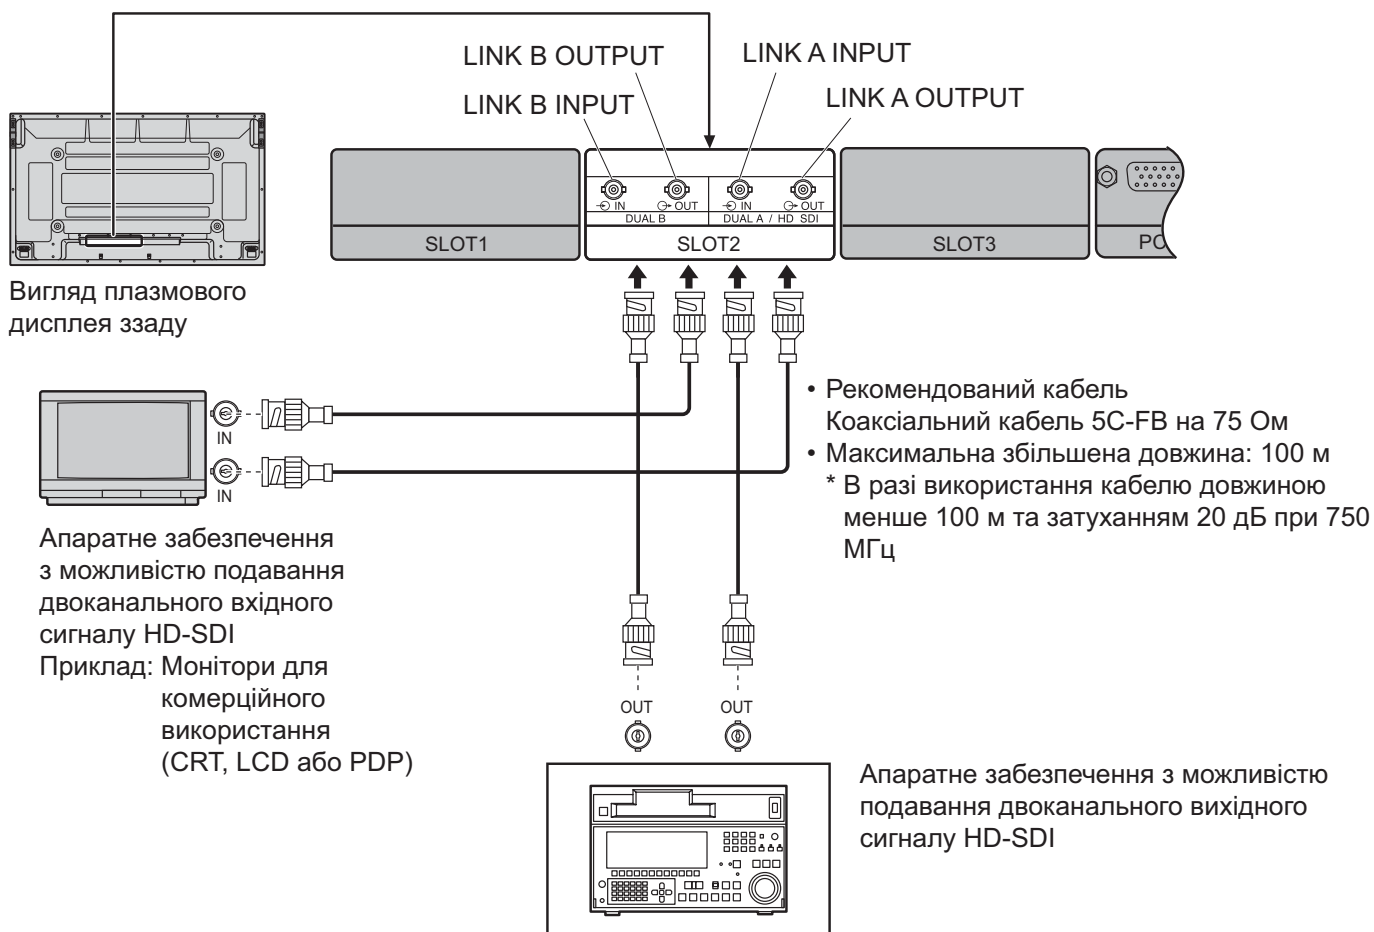 LINK B OUTPUT
LINK A INPUT
LINK B INPUT
LINK A OUTPUT
IN
OUT
IN
OUT
DUAL B
DUAL A / HD SDI
SLOT1
SLOT2
SLOT3
Вигляд плазмового
дисплея ззаду
IN
IN
• Рекомендований кабель
Коаксіальний кабель 5C-FB на 75 Ом
• Максимальна збільшена довжина: 100 м
* В разі використання кабелю довжиною
менше 100 м та затуханням 20 дБ при 750
МГц
Апаратне забезпечення
з можливістю подавання
двоканального вхідного
сигналу HD-SDI
Приклад: Монітори для
комерційного
використання
(CRT, LCD або PDP)
OUT
OUT
Апаратне забезпечення з можливістю
подавання двоканального вихідного
сигналу HD-SDI